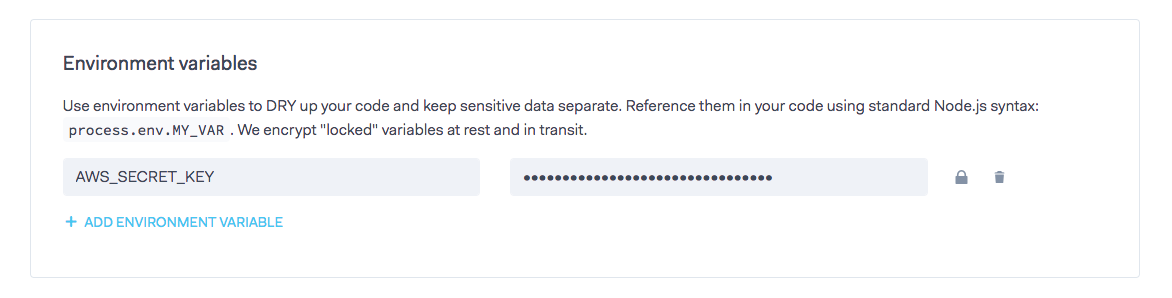 Environment variables
Use environment variables to DRY up your code and keep sensitive data separate. Reference them in your code using standard Node.js syntax:
process.env.MY_VAR . We encrypt "locked" variables at rest and in transit.
AWS_SECRET_KEY ••••••••••••••••••••••••••••••••
+ ADD ENVIRONMENT VARIABLE